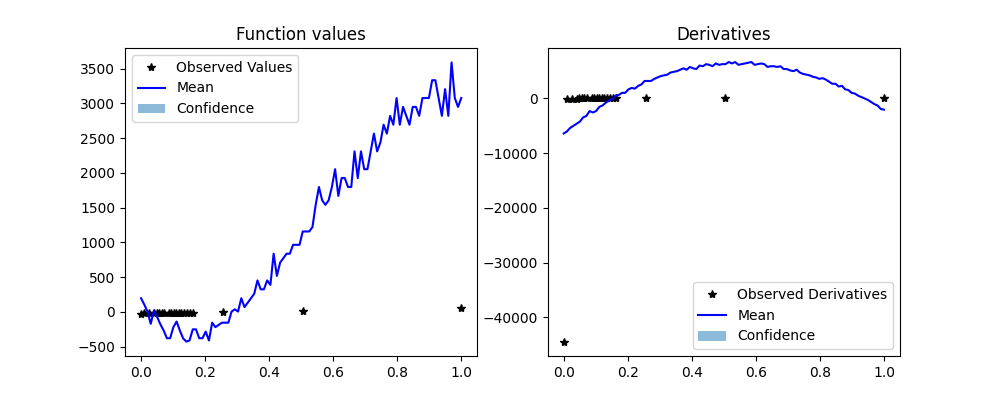 Function values
Observed Values
Mean
Confidence
3500
3000
2500
2000
1500
1000
500
0
−500
0.0 0.2 0.4 0.6 0.8 1.0
Derivatives
0
−10000
−20000
−30000
−40000
Observed Derivatives
Mean
Confidence
0.0 0.2 0.4 0.6 0.8 1.0